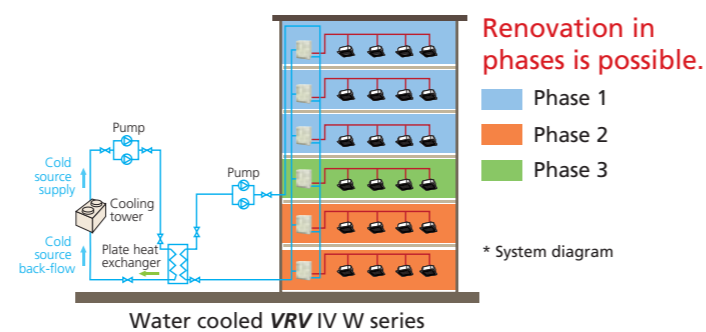 Renovation in
phases is possible.
Phase 1
Phase 2
Phase 3
* System diagram
Pump
Cold
source
supply
Cooling
tower
Cold
source
back-flow
Plate heat
exchanger
Pump
Water cooled VRV IV W series